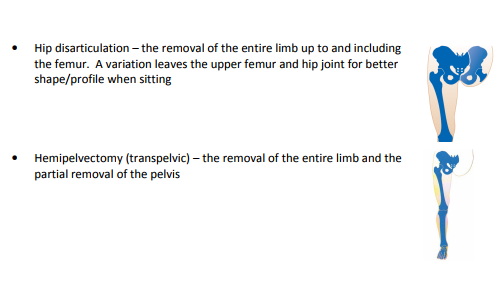 • Hip disarticulation – the removal of the entire limb up to and including
the femur.  A variation leaves the upper femur and hip joint for better
shape/profile when sitting
• Hemipelvectomy (transpelvic) – the removal of the entire limb and the
partial removal of the pelvis